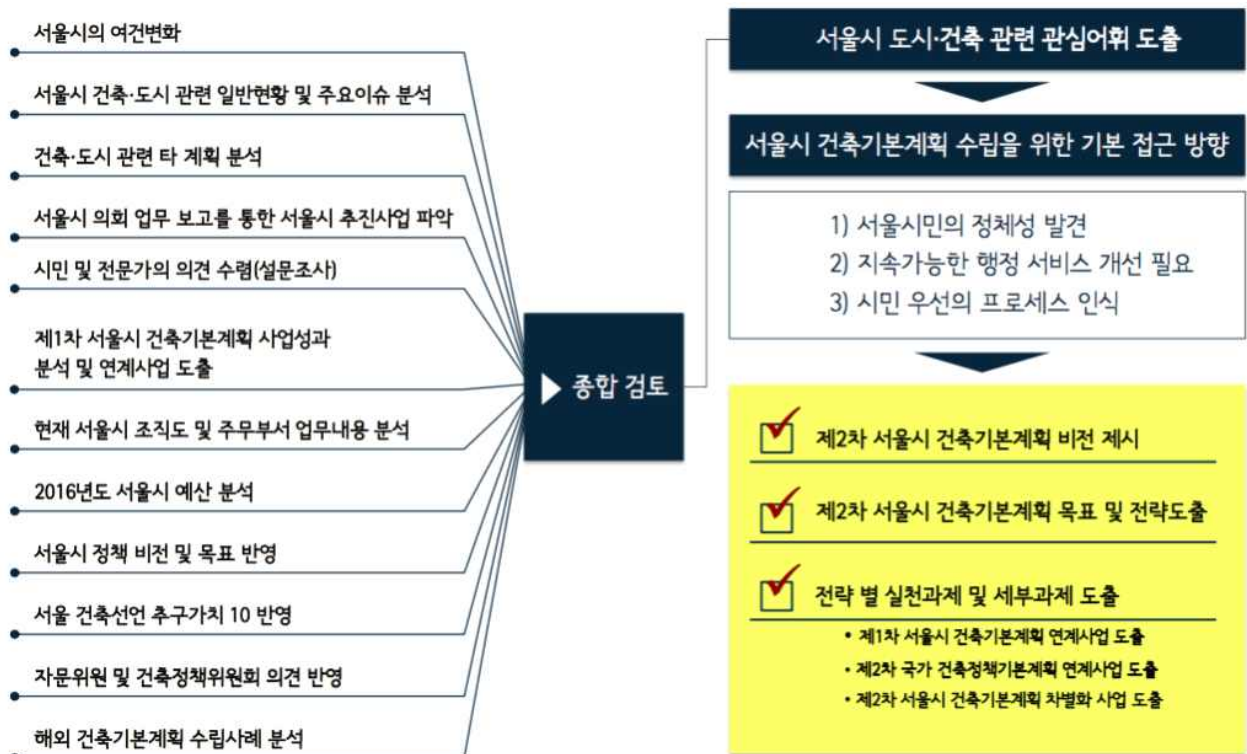 서울시의 여건변화
서울시 건축·도시 관련 일반현황 및 주요이슈 분석
건축·도시 관련 타 계획 분석
서울시 의회 업무 보고를 통한 서울시 추진사업 파악
시민 및 전문가의 의견 수렴(설문조사)
제1차 서울시 건축기본계획 사업성과
분석 및 연계사업 도출
현재 서울시 조직도 및 주무부서 업무내용 분석
2016년도 서울시 예산 분석
서울시 정책 비전 및 목표 반영
서울 건축선언 추구가치 10 반영
자문위원 및 건축정책위원회 의견 반영
해외 건축기본계획 수립사례 분석
종합 검토
서울시 도시·건축 관련 관심어휘 도출
서울시 건축기본계획 수립을 위한 기본 접근 방향
1) 서울시민의 정체성 발견
2) 지속가능한 행정 서비스 개선 필요
3) 시민 우선의 프로세스 인식
제2차 서울시 건축기본계획 비전 제시
제2차 서울시 건축기본계획 목표 및 전략도출
전략 별 실천과제 및 세부과제 도출
• 제1차 서울시 건축기본계획 연계사업 도출
• 제2차 국가 건축정책기본계획 연계사업 도출
• 제2차 서울시 건축기본계획 차별화 사업 도출